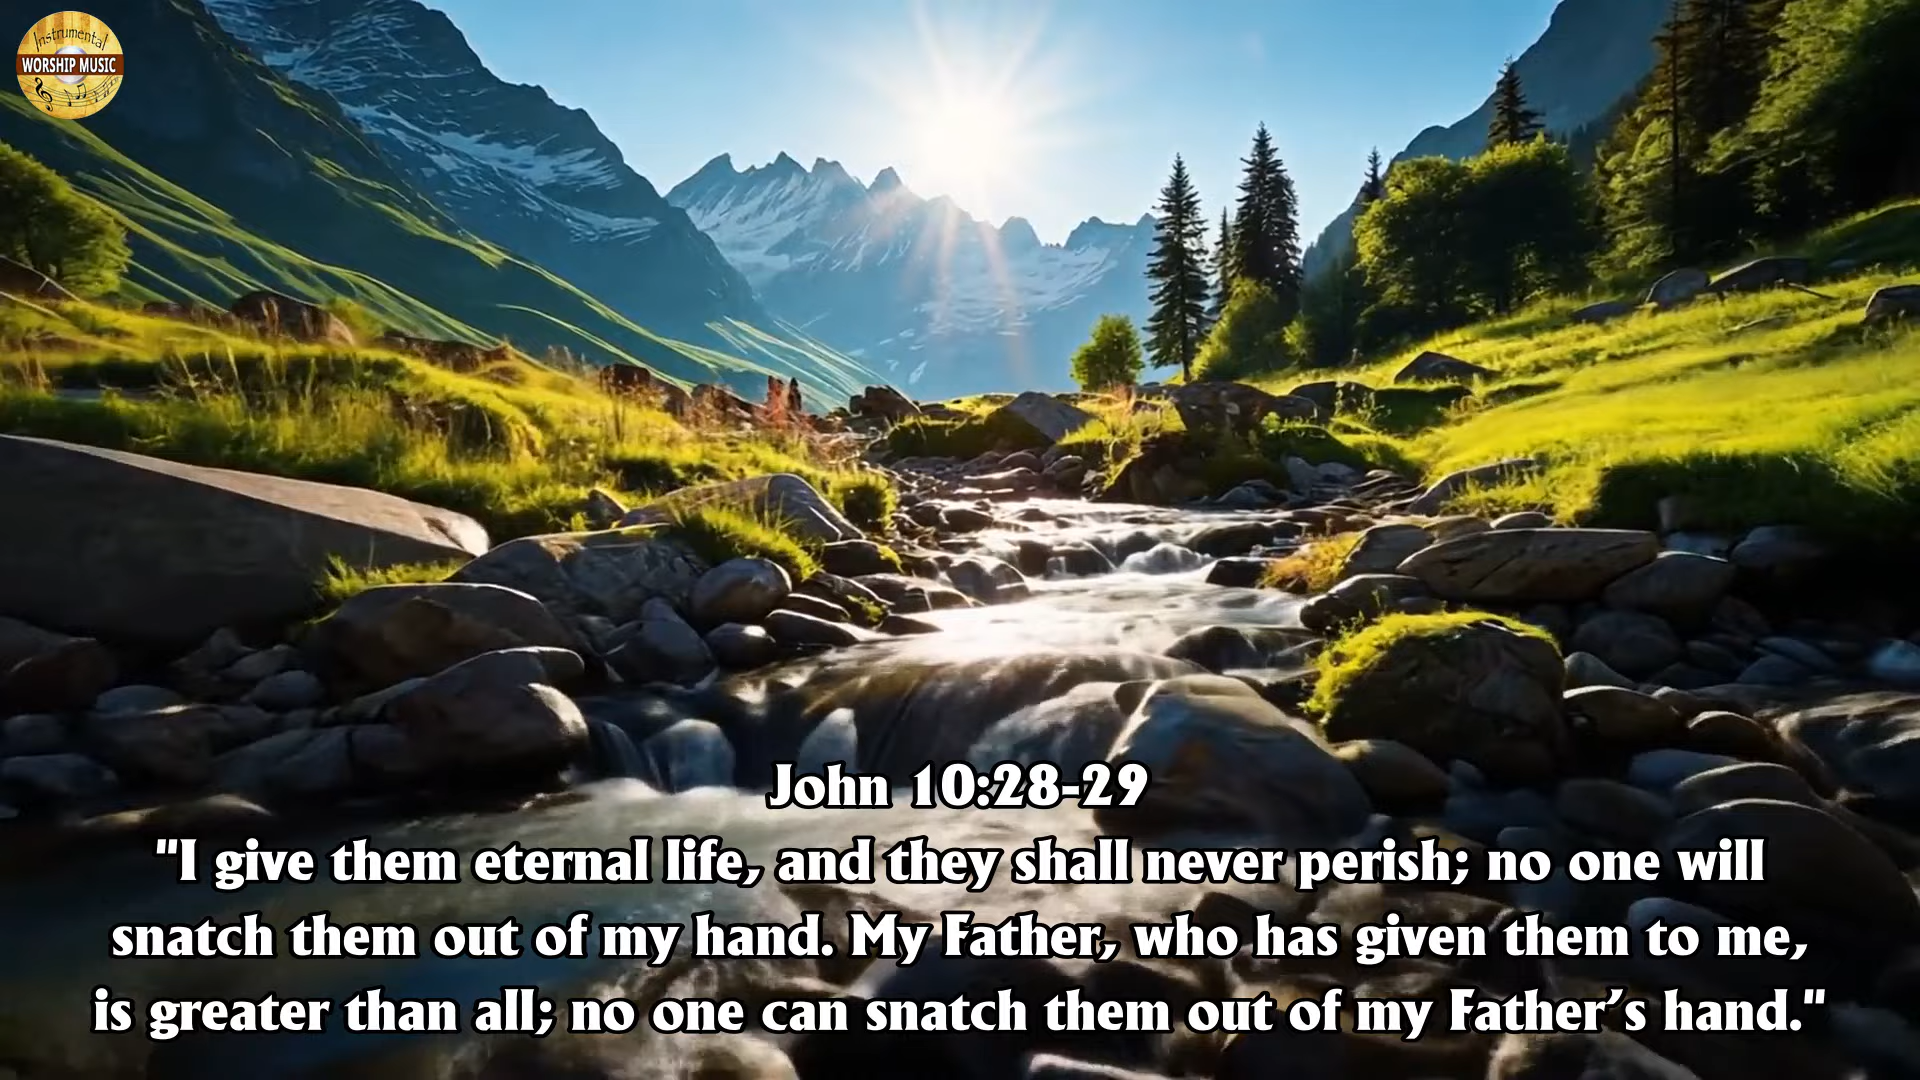 Instrumental
WORSHIP MUSIC
John 10:28-29
"I give them eternal life, and they shall never perish; no one will
snatch them out of my hand. My Father, who has given them to me,
is greater than all; no one can snatch them out of my Father’s hand."